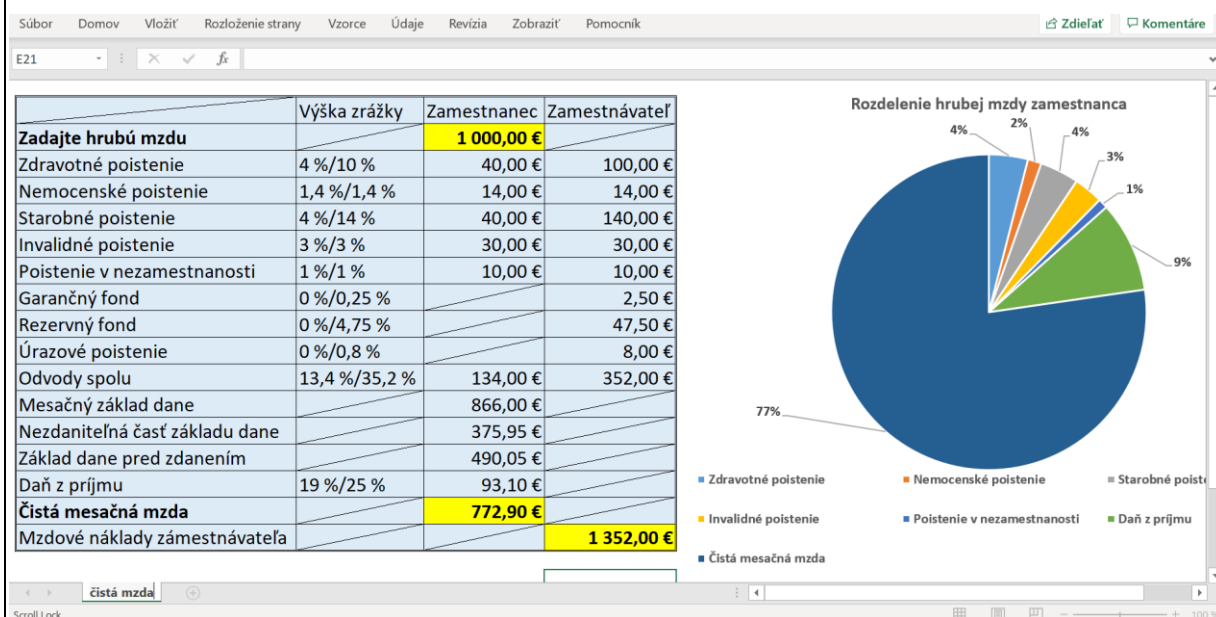 Súbor Domov Vložiť Rozloženie strany Vzorce Údaje Revízia Zobraziť Pomocník Zdieľať Komentáre
E21 fx
Výška zrážky Zamestnanec Zamestnávateľ
Zadajte hrubú mzdu 1 000,00 €
Zdravotné poistenie 4 %/10 % 40,00 € 100,00 €
Nemocenské poistenie 1,4 %/1,4 % 14,00 € 14,00 €
Starobné poistenie 4 %/14 % 40,00 € 140,00 €
Invalidné poistenie 3 %/3 % 30,00 € 30,00 €
Poistenie v nezamestnanosti 1 %/1 % 10,00 € 10,00 €
Garančný fond 0 %/0,25 % 2,50 €
Rezervný fond 0 %/4,75 % 47,50 €
Úrazové poistenie 0 %/0,8 % 8,00 €
Odvody spolu 13,4 %/35,2 % 134,00 € 352,00 €
Mesačný základ dane 866,00 €
Nezdaniteľná časť základu dane 375,95 €
Základ dane pred zdanením 490,05 €
Daň z príjmu 19 %/25 % 93,10 €
Čistá mesačná mzda 772,90 €
Mzdové náklady zámestnávateľa 1 352,00 €
Rozdelenie hrubej mzdy zamestnanca
4% 2% 4%
3%
1%
9%
77%
Zdravotné poistenie Nemocenské poistenie Starobné poiste
Invalidné poistenie Poistenie v nezamestnanosti Daň z príjmu
Čistá mesačná mzda
čistá mzda
Scroll Lock 100 %